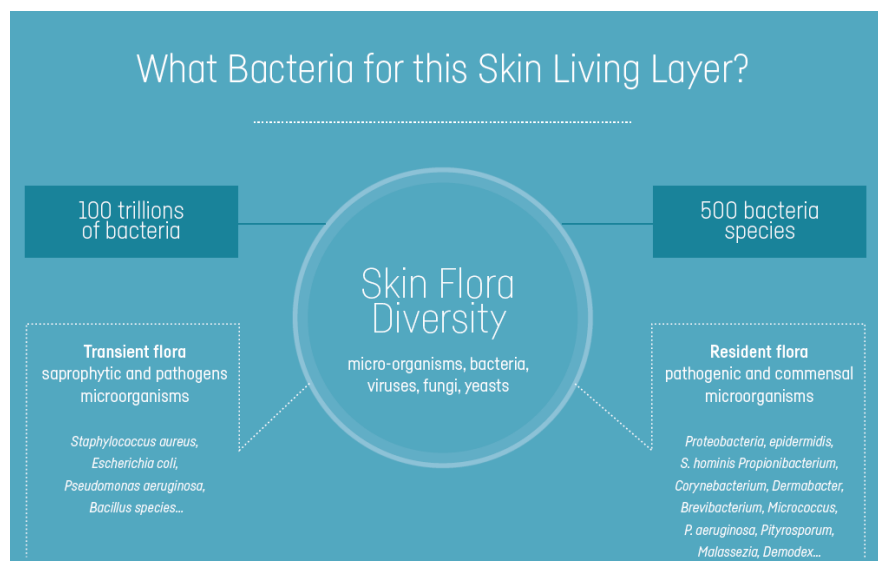 What Bacteria for this Skin Living Layer?
100 trillions
of bacteria
500 bacteria
species
Skin Flora
Diversity
micro-organisms, bacteria,
viruses, fungi, yeasts
Transient flora
saprophytic and pathogens
microorganisms
Staphylococcus aureus,
Escherichia coli,
Pseudomonas aeruginosa,
Bacillus species...
Resident flora
pathogenic and commensal
microorganisms
Proteobacteria, epidermidis,
S. hominis Propionibacterium,
Corynebacterium, Dermabacter,
Brevibacterium, Micrococcus,
P. aeruginosa, Pityrosporum,
Malassezia, Demodex...